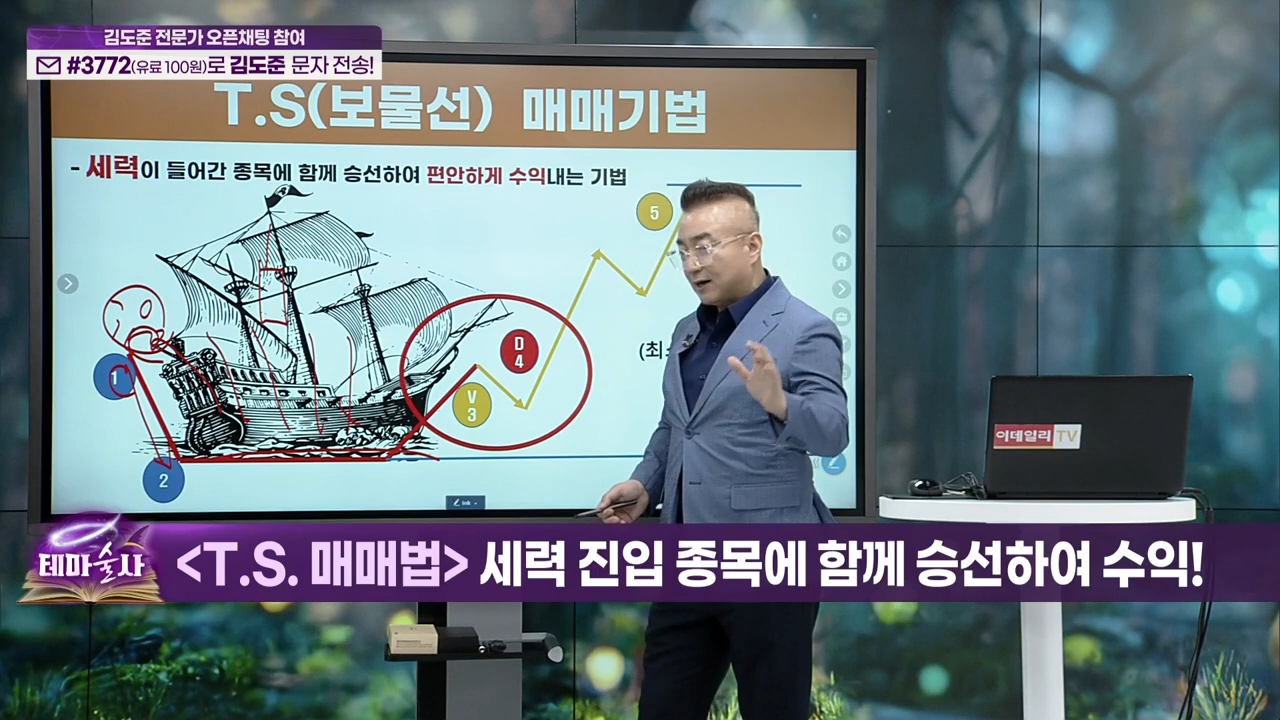 김도준 전문가 오픈채팅 참여
#3772(유료 100원)로 김도준 문자 전송!
T.S(보물선) 매매기법
- 세력이 들어간 종목에 함께 승선하여 편안하게 수익내는 기법
5
D
4
V
3
1
2
(최
Ink
이데일리 TV
테마술사
<T.S. 매매법> 세력 진입 종목에 함께 승선하여 수익!